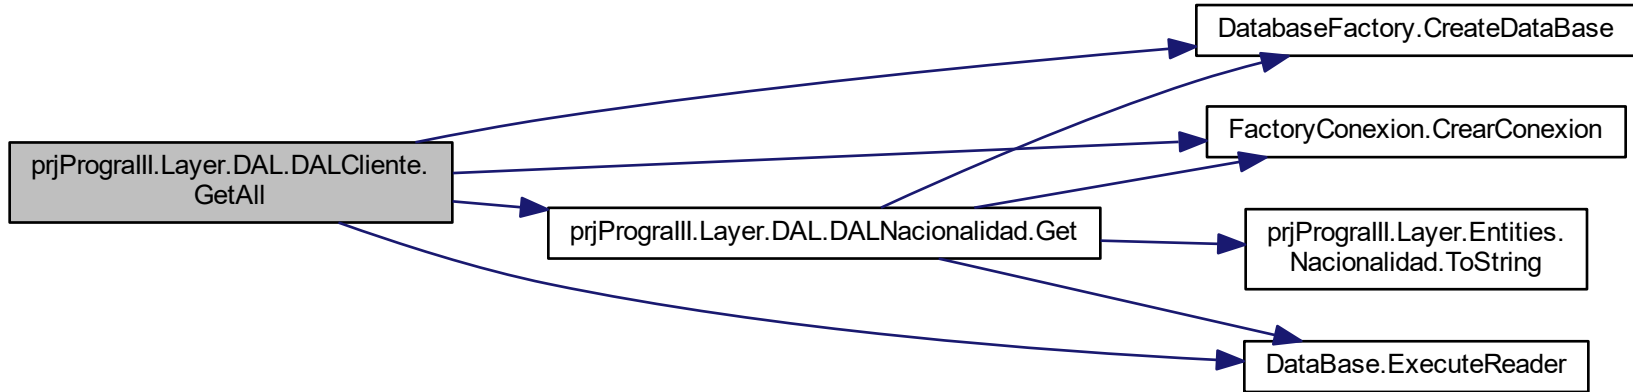 prjPrograIII.Layer.DAL.DALCliente.
GetAll
DatabaseFactory.CreateDataBase
FactoryConexion.CrearConexion
prjPrograIII.Layer.DAL.DALNacionalidad.Get
prjPrograIII.Layer.Entities.
Nacionalidad.ToString
DataBase.ExecuteReader